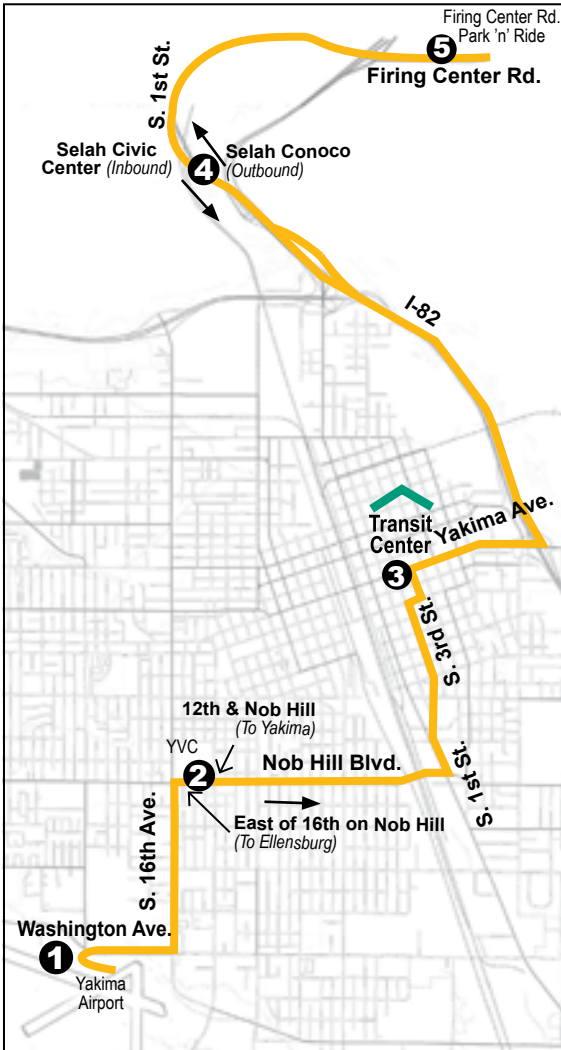 Firing Center Rd.
Park 'n' Ride
5
Firing Center Rd.
S. 1st St.
Selah Civic
Center (Inbound)
4
Selah Conoco
(Outbound)
I-82
Transit
Center
Yakima Ave.
3
S. 3rd St.
12th & Nob Hill
(To Yakima)
YVC
2
Nob Hill Blvd.
S. 1st St.
East of 16th on Nob Hill
(To Ellensburg)
S. 16th Ave.
Washington Ave.
1
Yakima
Airport